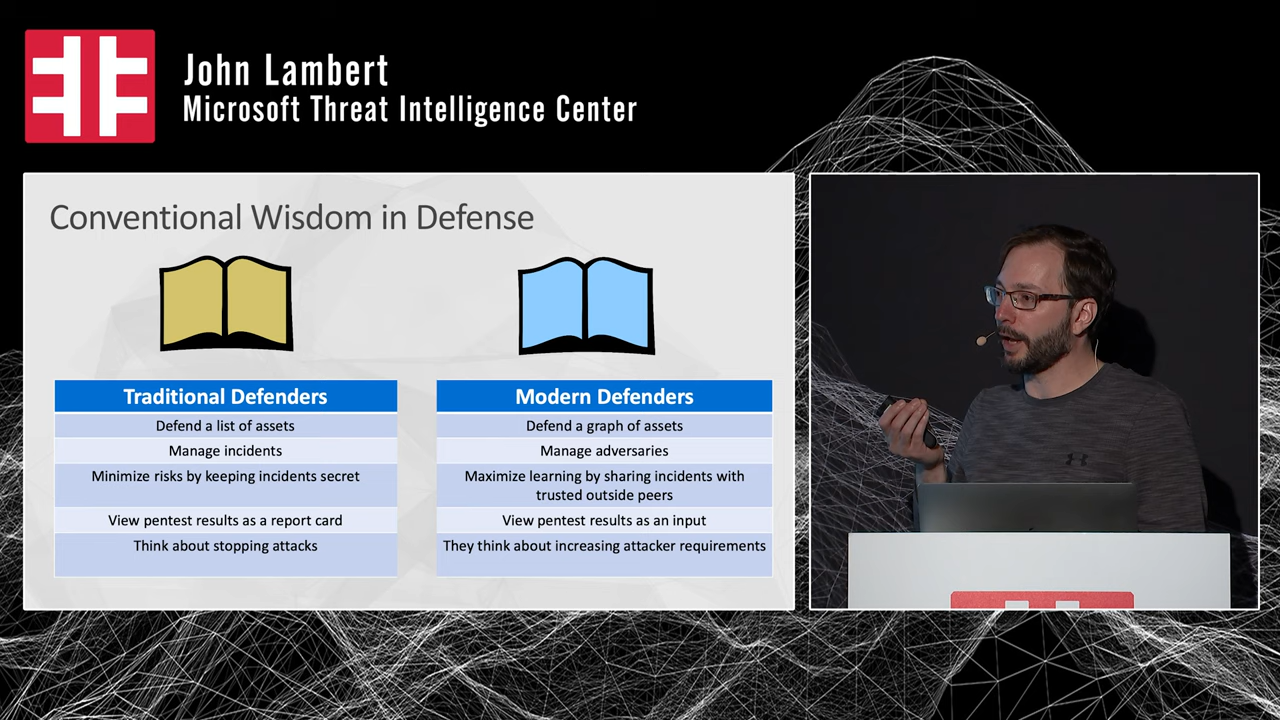 John Lambert
Microsoft Threat Intelligence Center
Conventional Wisdom in Defense
Traditional Defenders
Defend a list of assets
Manage incidents
Minimize risks by keeping incidents secret
View pentest results as a report card
Think about stopping attacks
Modern Defenders
Defend a graph of assets
Manage adversaries
Maximize learning by sharing incidents with
trusted outside peers
View pentest results as an input
They think about increasing attacker requirements